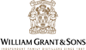 WILLIAM GRANT & SONS
INDEPENDENT FAMILY DISTILLERS SINCE 1887